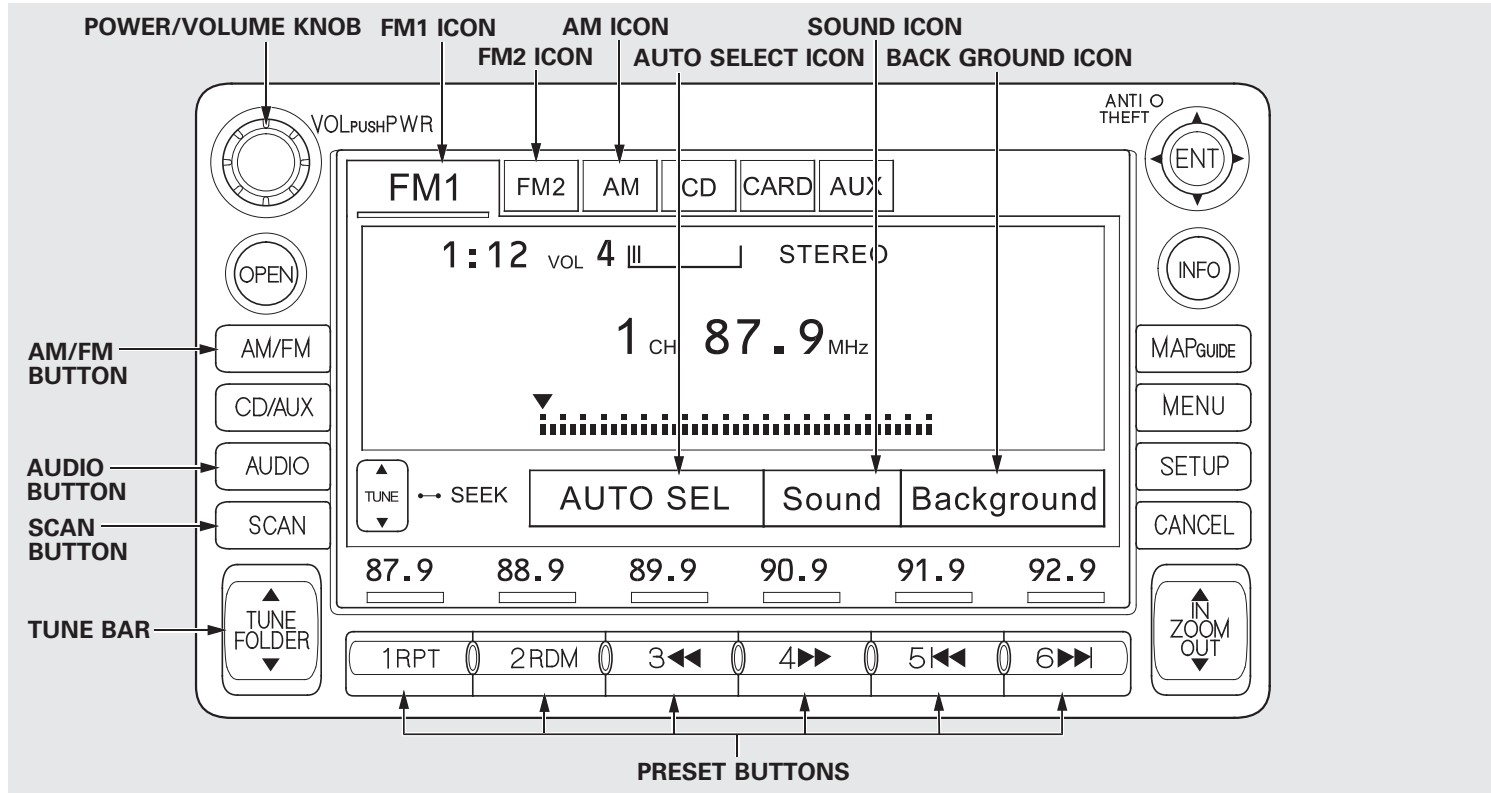 POWER/VOLUME KNOB FM1 ICON AM ICON SOUND ICON
FM2 ICON AUTO SELECT ICON BACK GROUND ICON
VOLPUSHPWR
ANTI THEFT
ENT
FM1 FM2 AM CD CARD AUX
1:12 VOL 4 STEREO
OPEN
INFO
1 CH 87.9 MHz
AM/FM BUTTON
AM/FM
MAPGUIDE
CD/AUX
MENU
AUDIO BUTTON
AUDIO
TUNE SEEK AUTO SEL Sound Background
SETUP
SCAN BUTTON
SCAN
CANCEL
87.9 88.9 89.9 90.9 91.9 92.9
TUNE BAR
TUNE
FOLDER
IN
ZOOM
OUT
1RPT 2RDM 3◀◀ 4▶▶ 5|◀◀ 6▶▶|
PRESET BUTTONS